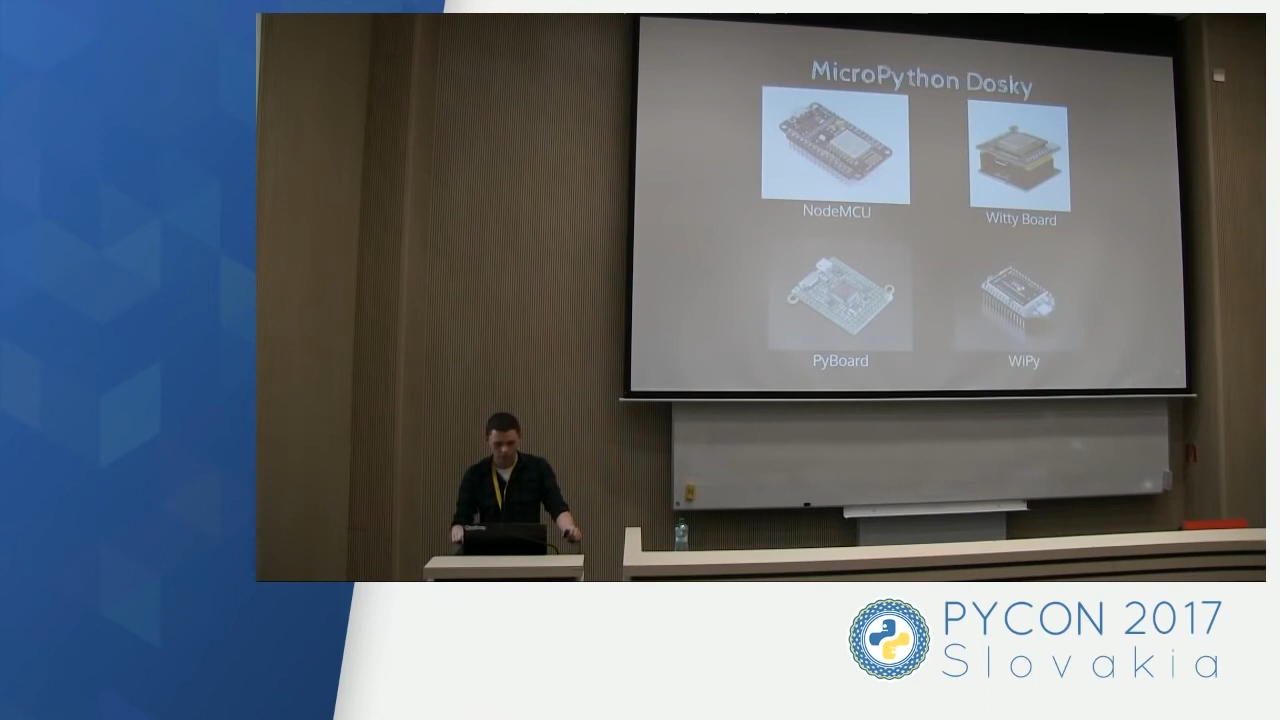 MicroPython Dosky
NodeMCU
Witty Board
PyBoard
WiPy
PYCON 2017
Slovakia